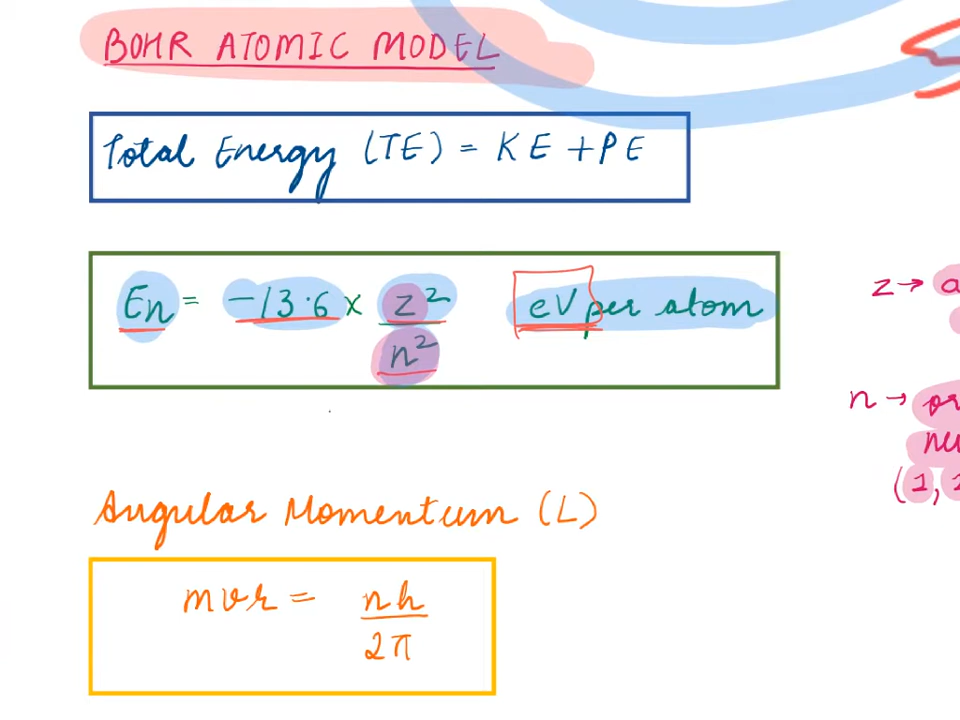 BOHR ATOMIC MODEL
Total Energy (TE) = KE + PE
En = -13.6 x z²/n² eV per atom
z →
n →
(1,
Angular Momentum (L)
mvr = nh/2π